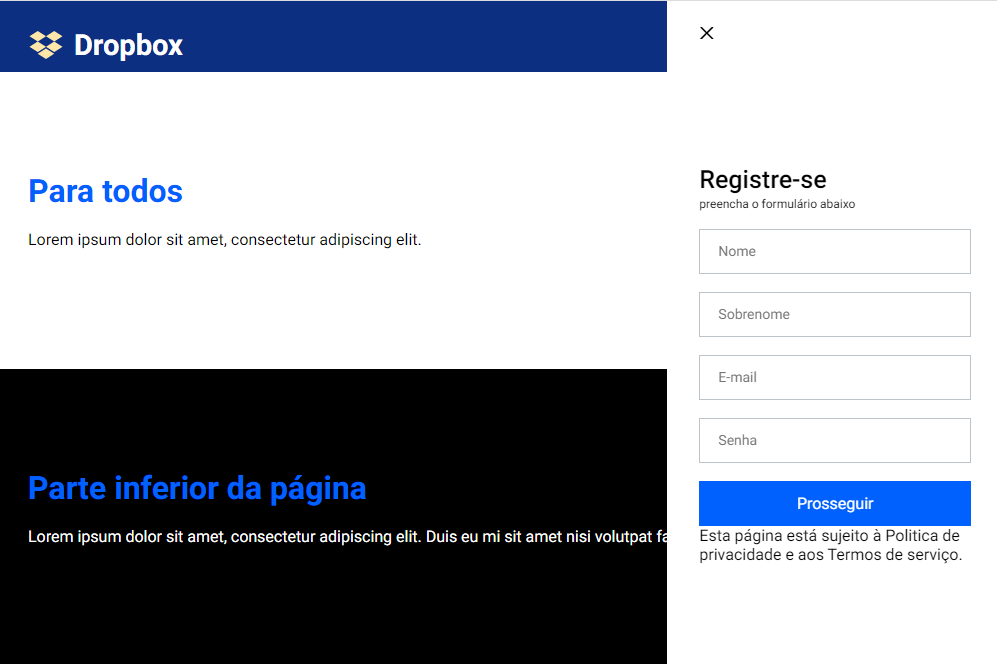 Dropbox
Para todos
Lorem ipsum dolor sit amet, consectetur adipiscing elit.
Parte inferior da página
Lorem ipsum dolor sit amet, consectetur adipiscing elit. Duis eu mi sit amet nisi volutpat fa
Registre-se
preencha o formulário abaixo
Nome
Sobrenome
E-mail
Senha
Prosseguir
Esta página está sujeito à Politica de
privacidade e aos Termos de serviço.